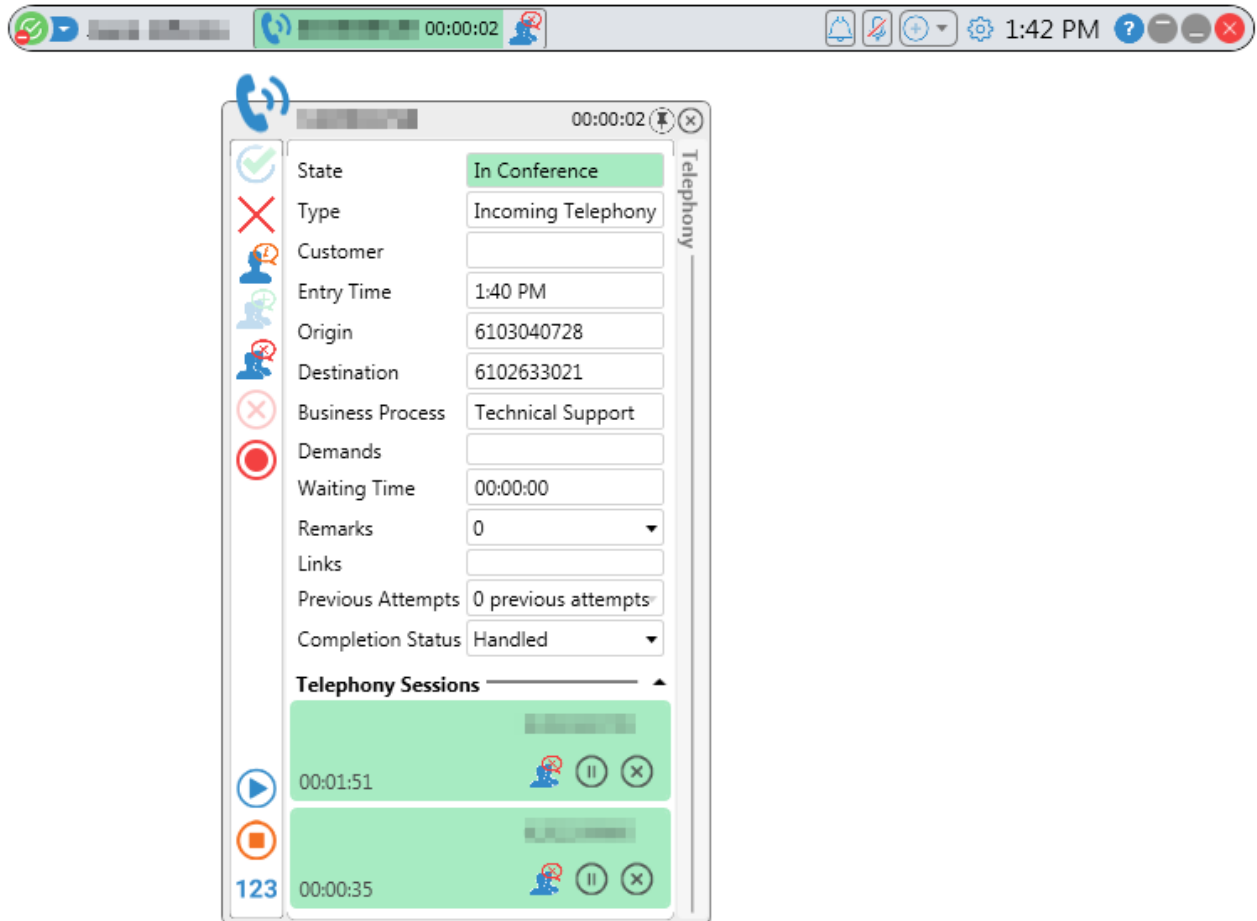 00:00:02 1:42 PM ?
00:00:02
Telephony
State In Conference
Type Incoming Telephony
Customer
Entry Time 1:40 PM
Origin 6103040728
Destination 6102633021
Business Process Technical Support
Demands
Waiting Time 00:00:00
Remarks 0
Links
Previous Attempts 0 previous attempts
Completion Status Handled
Telephony Sessions
00:01:51
00:00:35
123